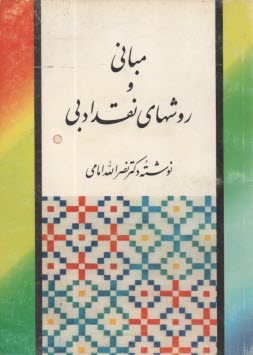 مبانی
و
روشهای نقد ادبی
نوشتهٔ دکتر نصرالله امامی